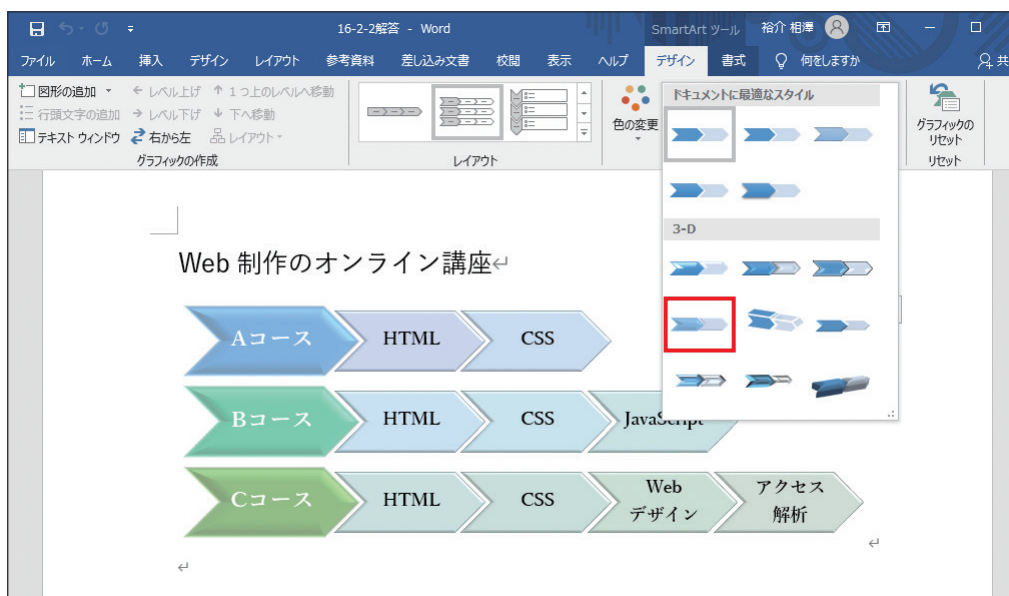 16-2-2解答 - Word
SmartArt ツール
裕介 相澤
ファイル ホーム 挿入 デザイン レイアウト 参考資料 差し込み文書 校閲 表示 ヘルプ デザイン 書式 何をしますか 共
図形の追加 レベル上げ 1つ上のレベルへ移動
行頭文字の追加 レベル下げ 下へ移動
テキスト ウィンドウ 右から左 レイアウト
グラフィックの作成
レイアウト
色の変更
ドキュメントに最適なスタイル
3-D
グラフィックの
リセット
リセット
Web 制作のオンライン講座
Aコース HTML CSS
Bコース HTML CSS JavaScript
Cコース HTML CSS Web デザイン アクセス 解析